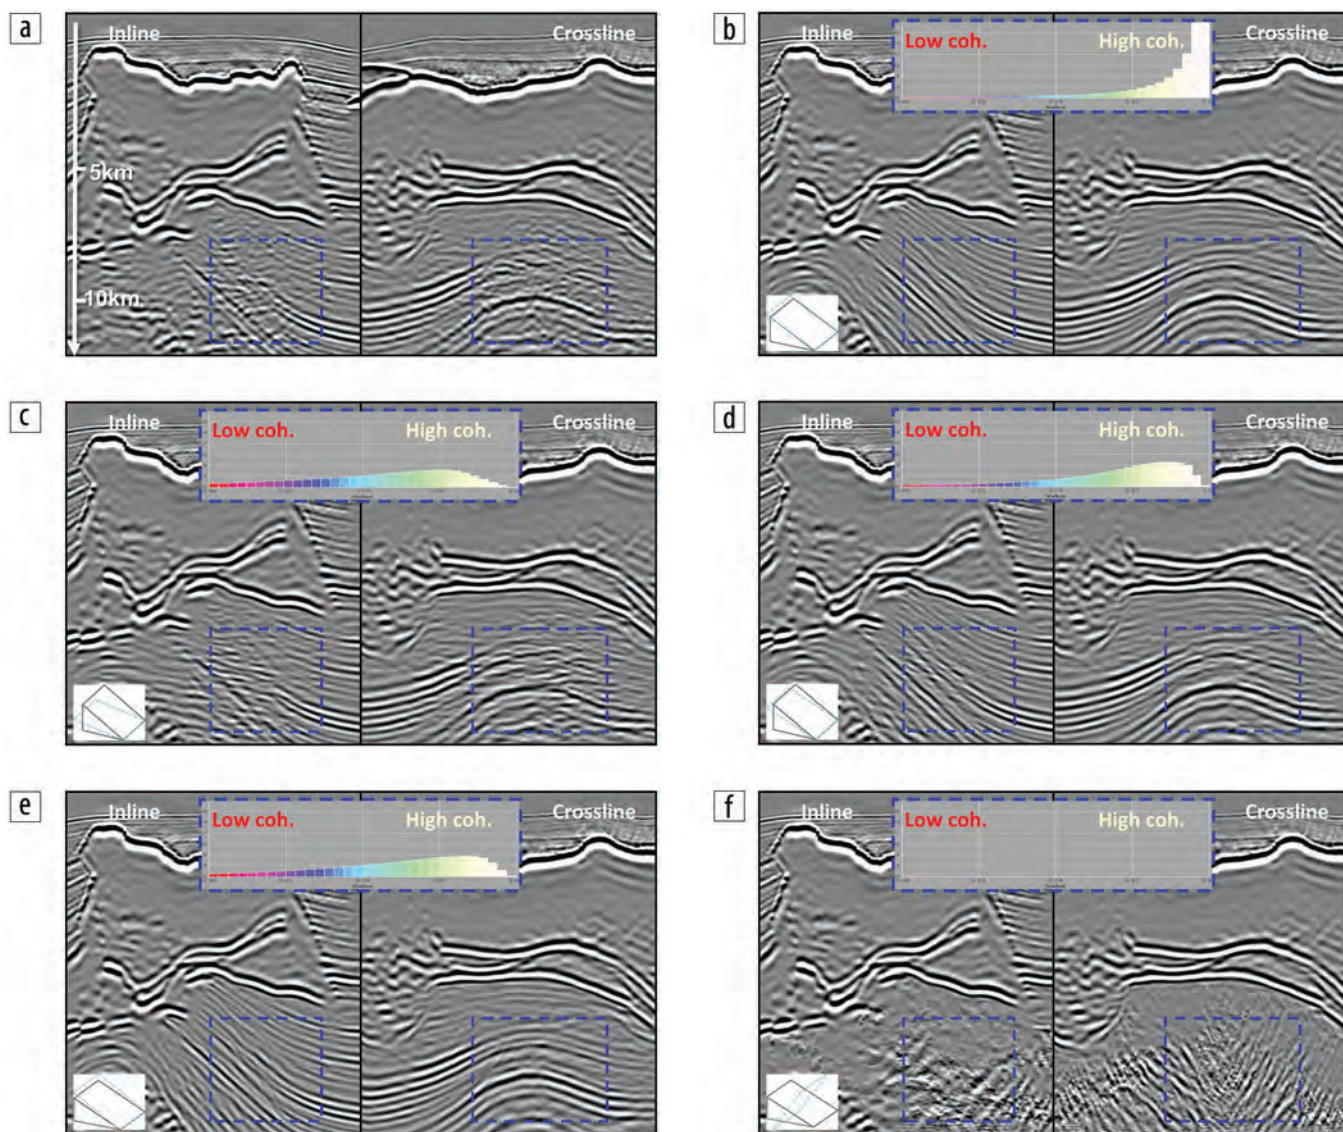 a
Inline
Crossline
5km
10km
b
Inline
Low coh.
High coh.
Crossline
c
Inline
Low coh.
High coh.
Crossline
d
Inline
Low coh.
High coh.
Crossline
e
Inline
Low coh.
High coh.
Crossline
f
Inline
Low coh.
High coh.
Crossline